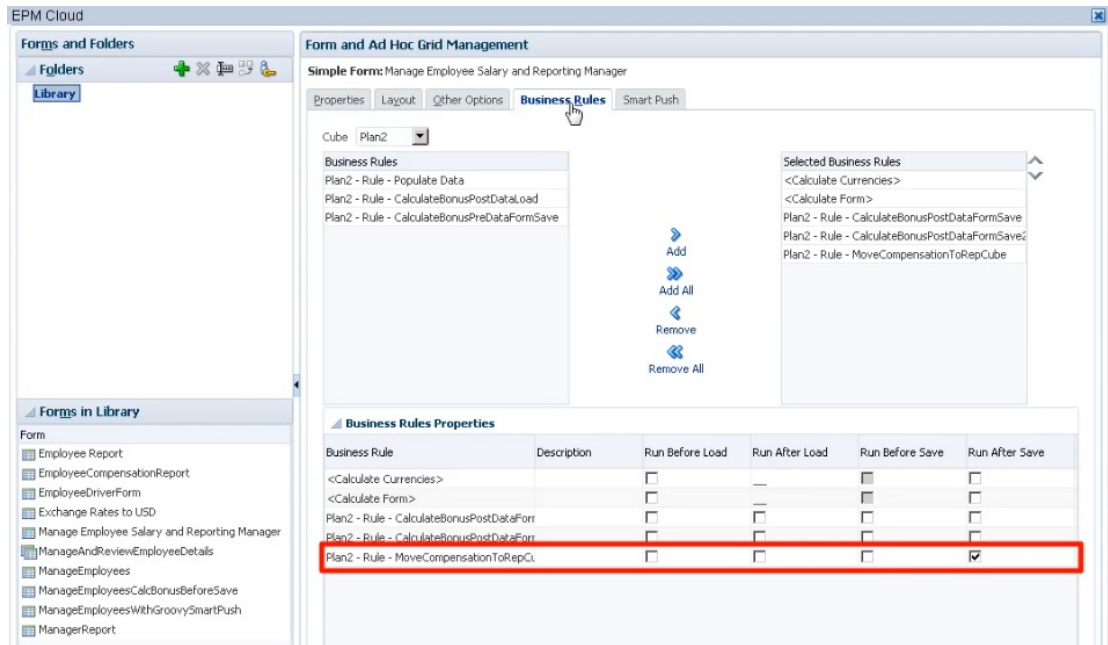 EPM Cloud
Forms and Folders
Folders
Library
Forms in Library
Form
Employee Report
EmployeeCompensationReport
EmployeeDriverForm
Exchange Rates to USD
Manage Employee Salary and Reporting Manager
ManageAndReviewEmployeeDetails
ManageEmployees
ManageEmployeesCalcBonusBeforeSave
ManageEmployeesWithGroovySmartPush
ManagerReport
Form and Ad Hoc Grid Management
Simple Form: Manage Employee Salary and Reporting Manager
Properties Layout Other Options Business Rules Smart Push
Cube Plan2
Business Rules
Plan2 - Rule - Populate Data
Plan2 - Rule - CalculateBonusPostDataLoad
Plan2 - Rule - CalculateBonusPreDataFormSave
Add
Add All
Remove
Remove All
Selected Business Rules
<Calculate Currencies>
<Calculate Form>
Plan2 - Rule - CalculateBonusPostDataFormSave
Plan2 - Rule - CalculateBonusPostDataFormSave2
Plan2 - Rule - MoveCompensationToRepCube
Business Rules Properties
Business Rule Description Run Before Load Run After Load Run Before Save Run After Save
<Calculate Currencies>
<Calculate Form>
Plan2 - Rule - CalculateBonusPostDataForr
Plan2 - Rule - CalculateBonusPostDataForr
Plan2 - Rule - MoveCompensationToRepCu